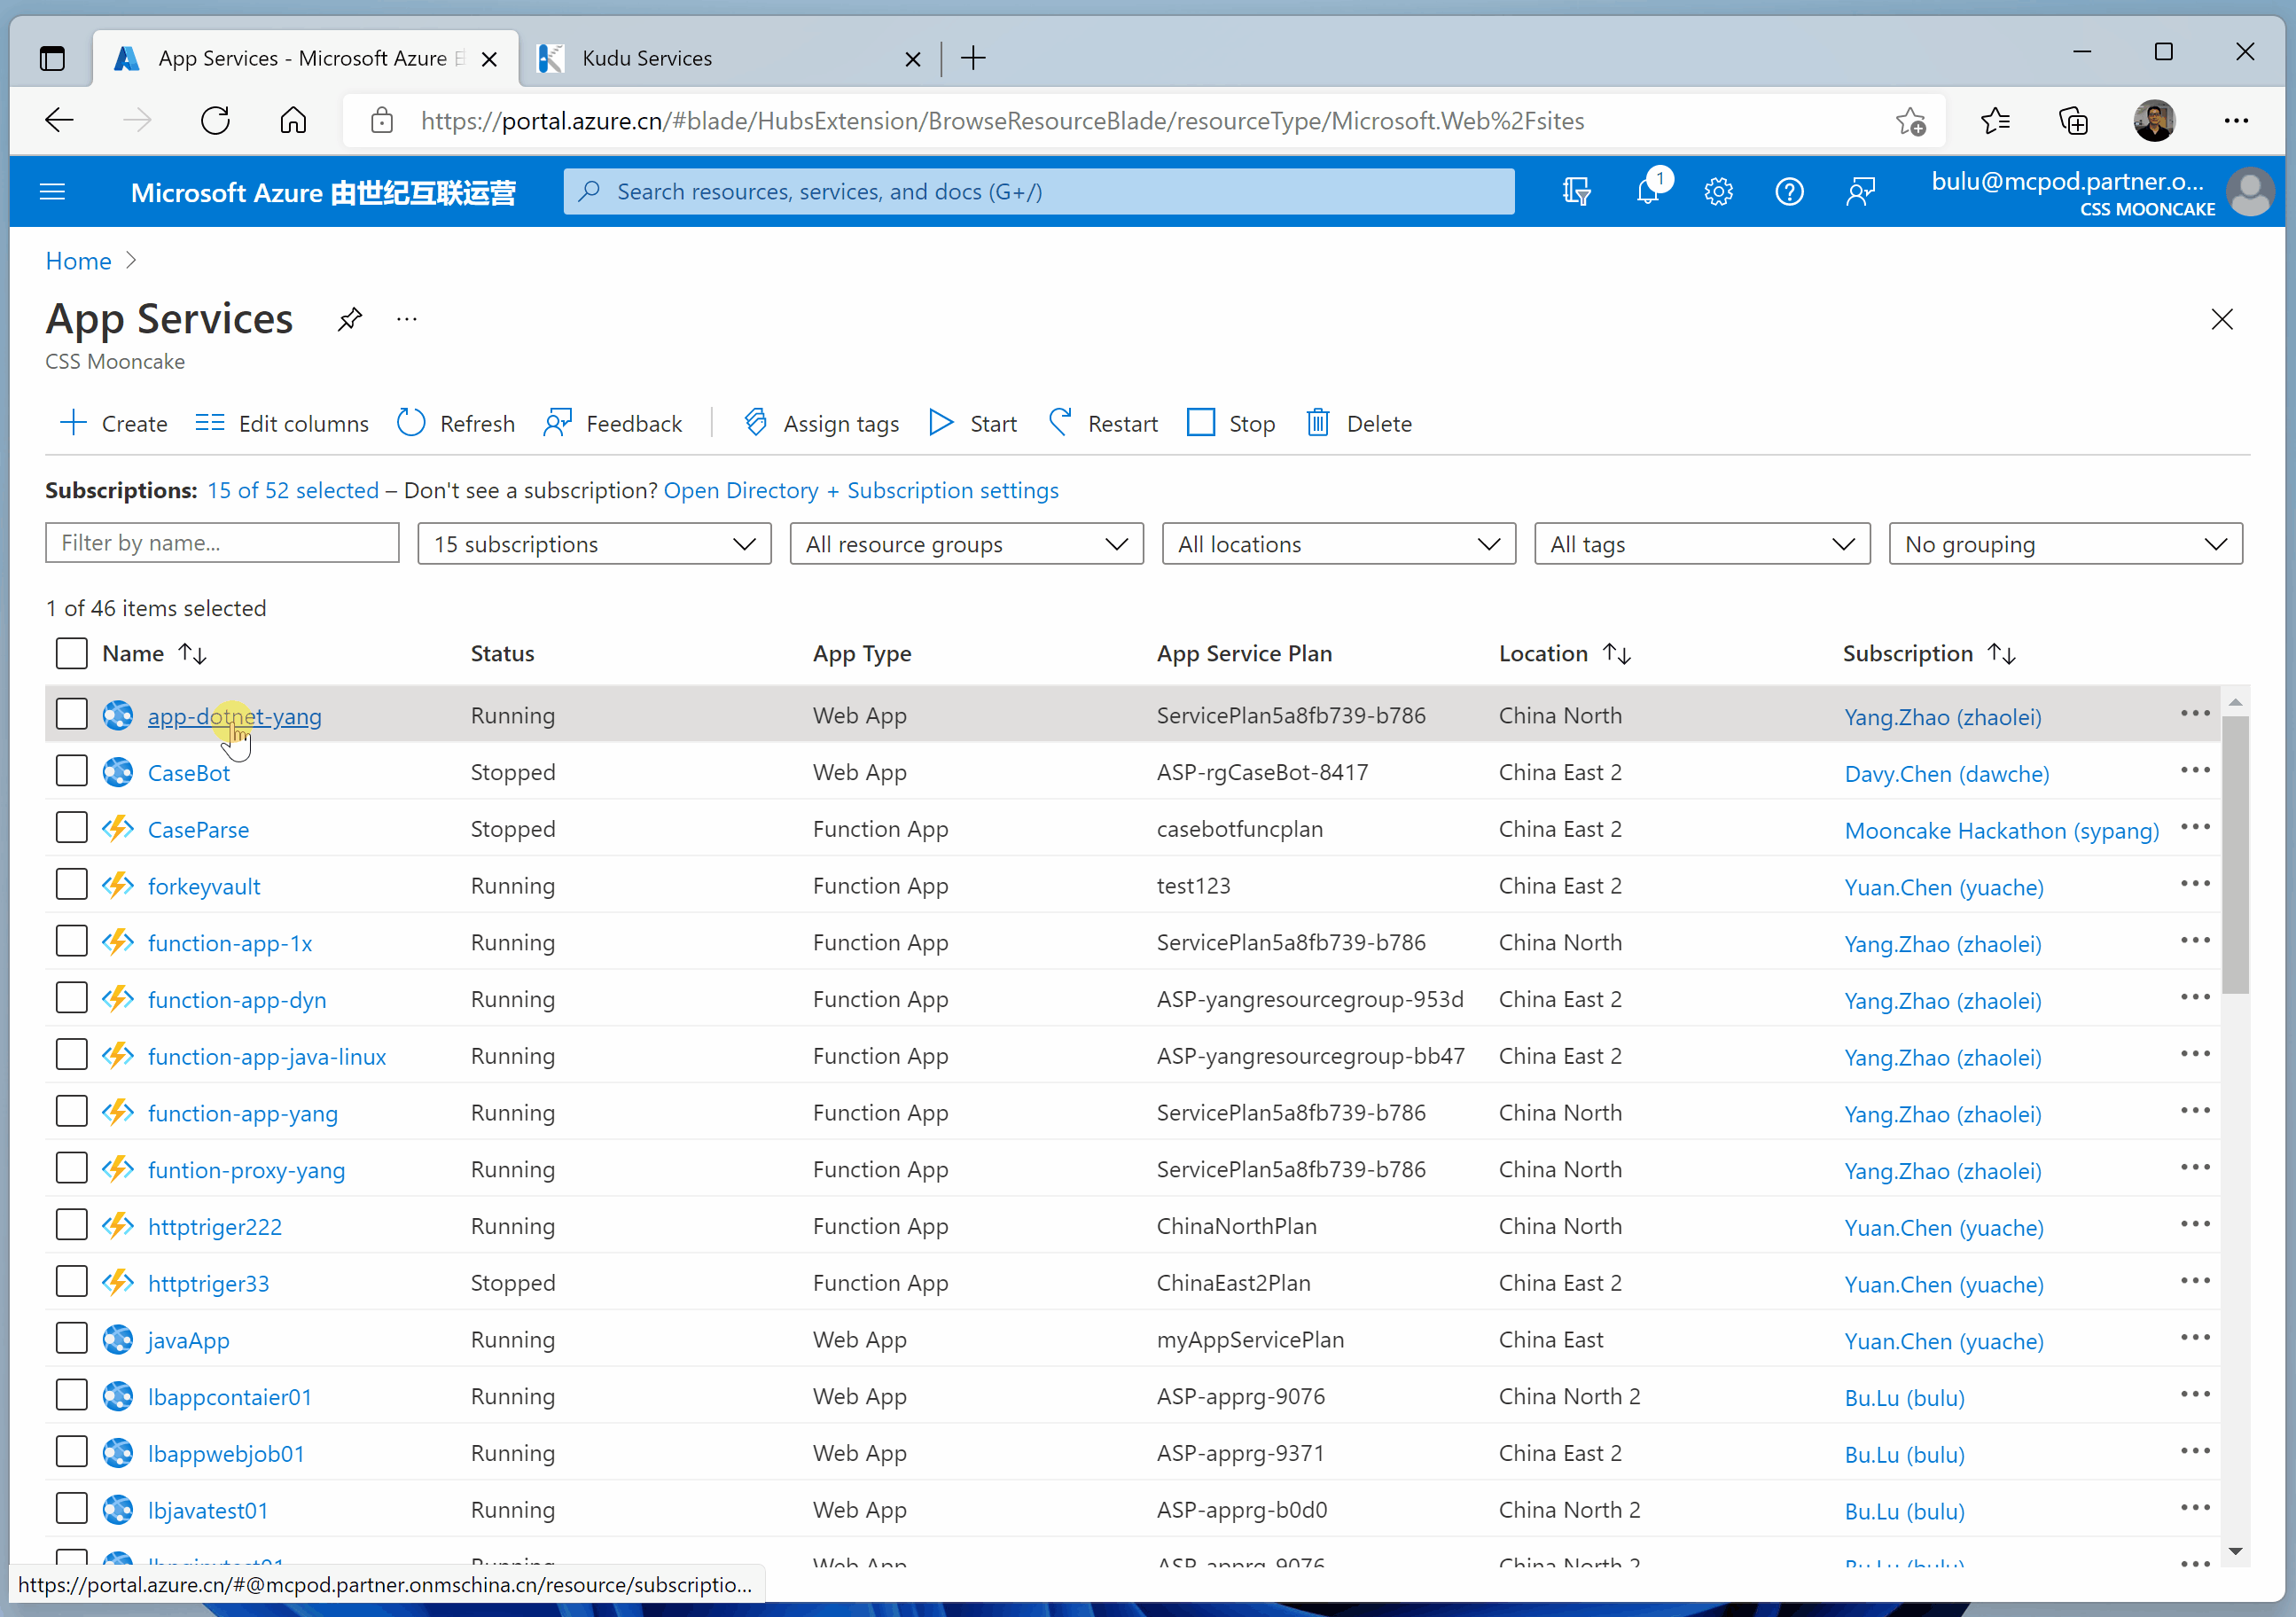 App Services - Microsoft Azure
Kudu Services
https://portal.azure.cn/#blade/HubsExtension/BrowseResourceBlade/resourceType/Microsoft.Web%2Fsites
Microsoft Azure 由世纪互联运营
Search resources, services, and docs (G+/)
1
bulu@mcpod.partner.o...
CSS MOONCAKE
Home
App Services
CSS Mooncake
Create Edit columns Refresh Feedback Assign tags Start Restart Stop Delete
Subscriptions: 15 of 52 selected – Don't see a subscription? Open Directory + Subscription settings
Filter by name... 15 subscriptions All resource groups All locations All tags No grouping
1 of 46 items selected
Name Status App Type App Service Plan Location Subscription
app-dotnet-yang Running Web App ServicePlan5a8fb739-b786 China North Yang.Zhao (zhaolei)
CaseBot Stopped Web App ASP-rgCaseBot-8417 China East 2 Davy.Chen (dawche)
CaseParse Stopped Function App casebotfuncplan China East 2 Mooncake Hackathon (sypang)
forkeyvault Running Function App test123 China East 2 Yuan.Chen (yuache)
function-app-1x Running Function App ServicePlan5a8fb739-b786 China North Yang.Zhao (zhaolei)
function-app-dyn Running Function App ASP-yangresourcegroup-953d China East 2 Yang.Zhao (zhaolei)
function-app-java-linux Running Function App ASP-yangresourcegroup-bb47 China East 2 Yang.Zhao (zhaolei)
function-app-yang Running Function App ServicePlan5a8fb739-b786 China North Yang.Zhao (zhaolei)
funtion-proxy-yang Running Function App ServicePlan5a8fb739-b786 China North Yang.Zhao (zhaolei)
httptriger222 Running Function App ChinaNorthPlan China North Yuan.Chen (yuache)
httptriger33 Stopped Function App ChinaEast2Plan China East 2 Yuan.Chen (yuache)
javaApp Running Web App myAppServicePlan China East Yuan.Chen (yuache)
lbappcontaier01 Running Web App ASP-apprg-9076 China North 2 Bu.Lu (bulu)
lbappwebjob01 Running Web App ASP-apprg-9371 China East 2 Bu.Lu (bulu)
lbjavatest01 Running Web App ASP-apprg-b0d0 China North 2 Bu.Lu (bulu)
Running Web App ASP-apprg-9076 China North 2 Bu.Lu (bulu)
https://portal.azure.cn/#@mcpod.partner.onmschina.cn/resource/subscriptio...